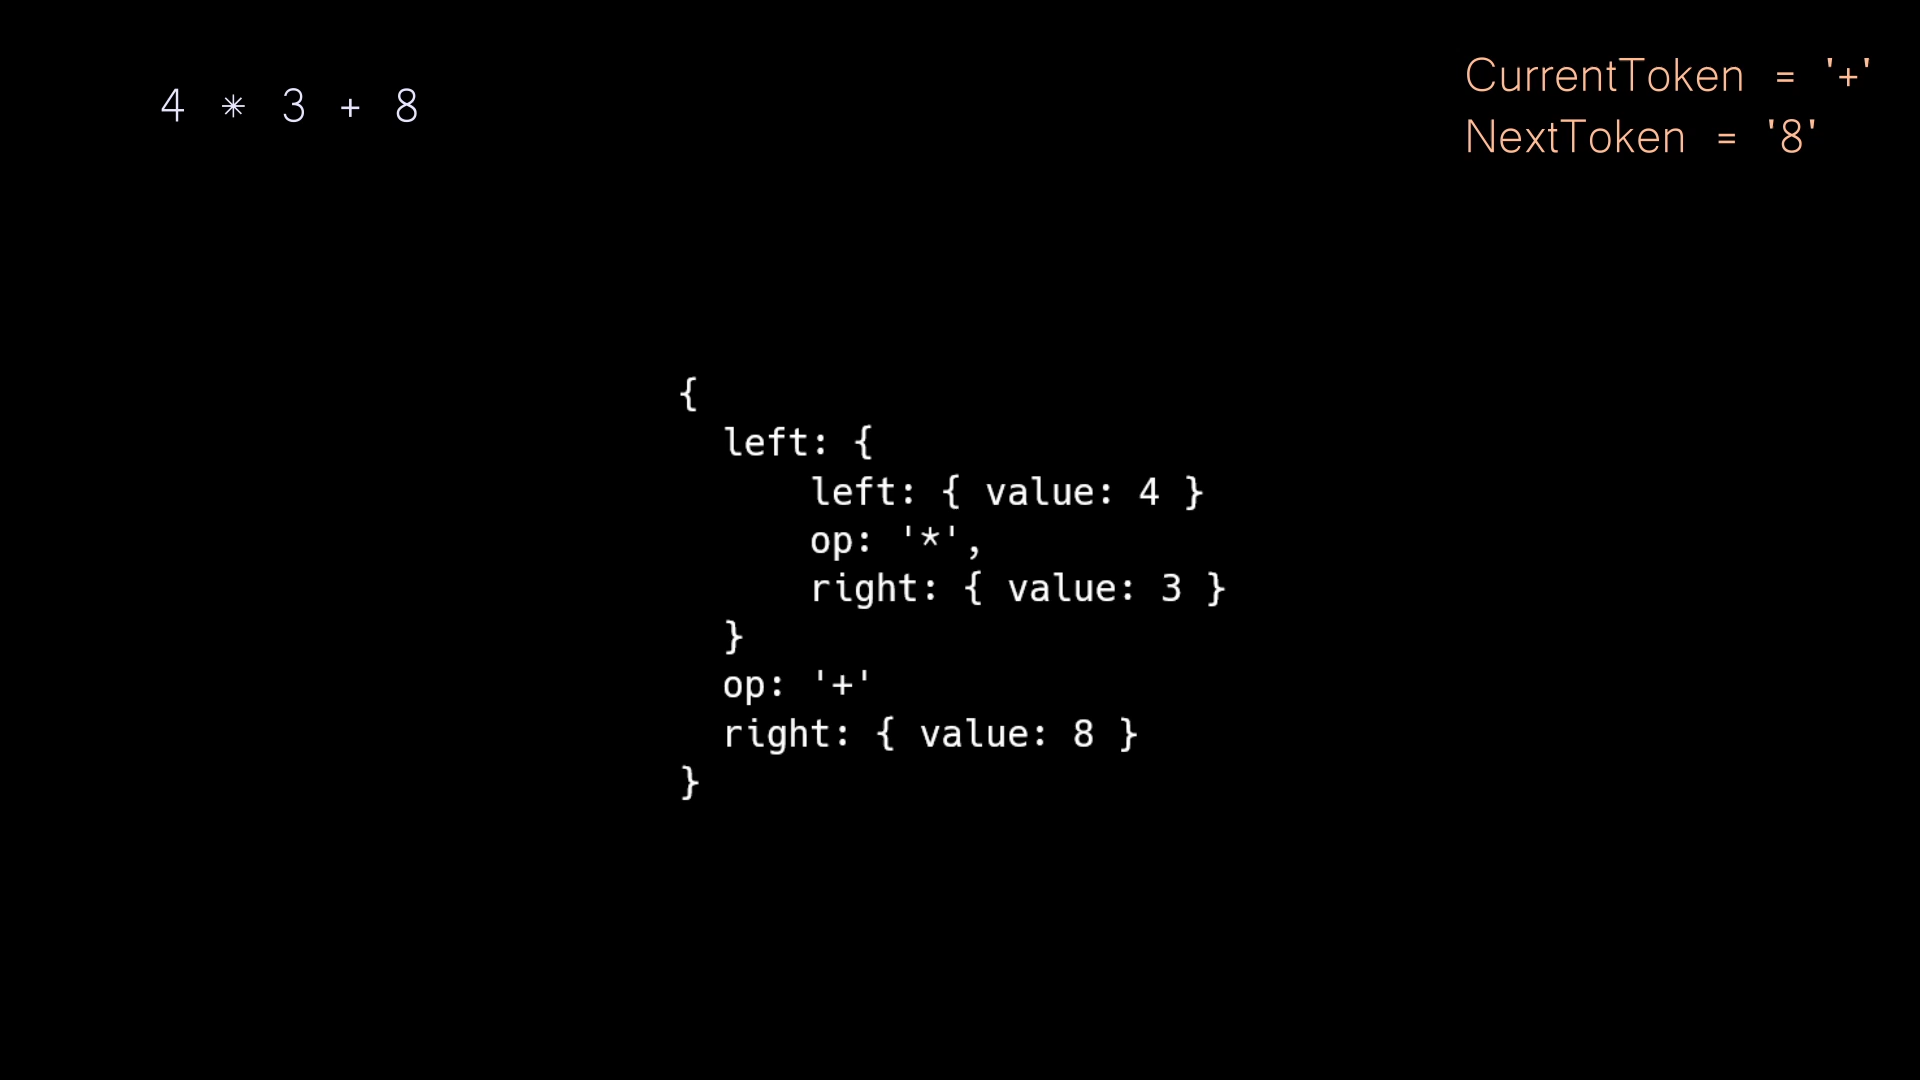 4 * 3 + 8
CurrentToken = '+'
NextToken = '8'
{
left: {
left: { value: 4 }
op: '*',
right: { value: 3 }
}
op: '+'
right: { value: 8 }
}